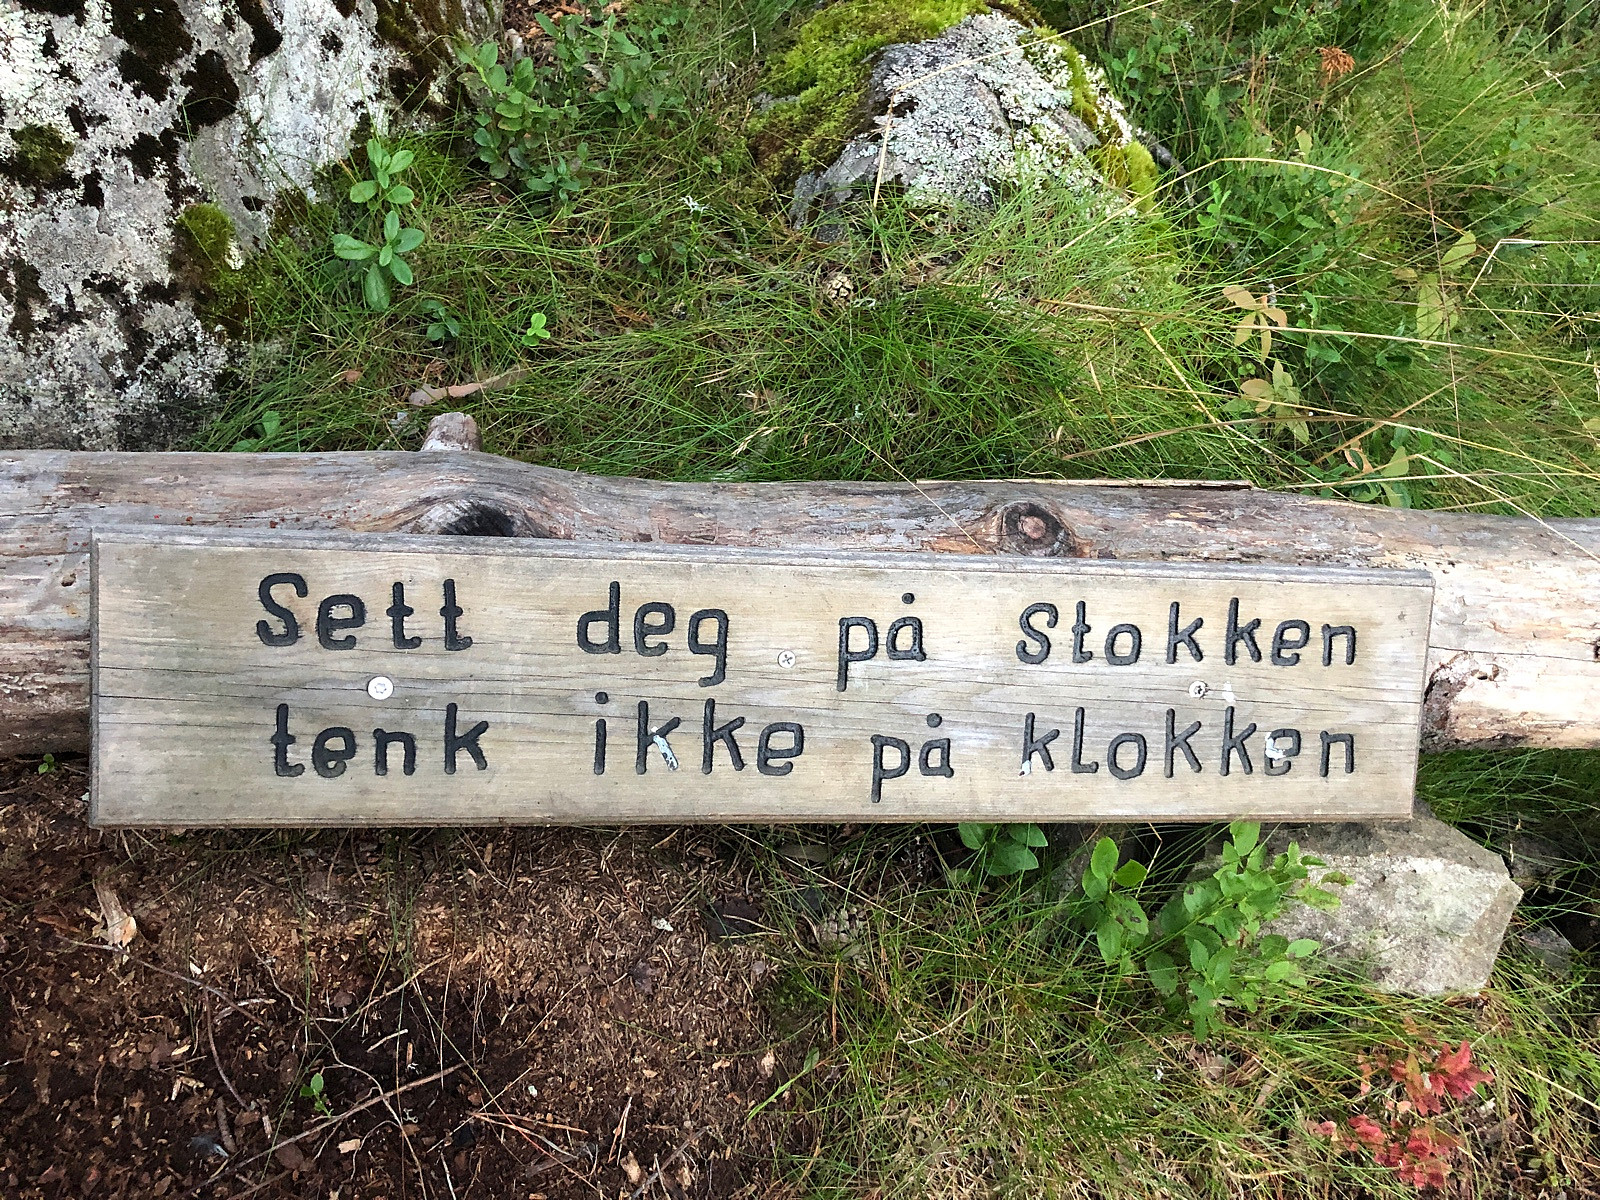 Sett deg på Stokken
tenk ikke på klokken